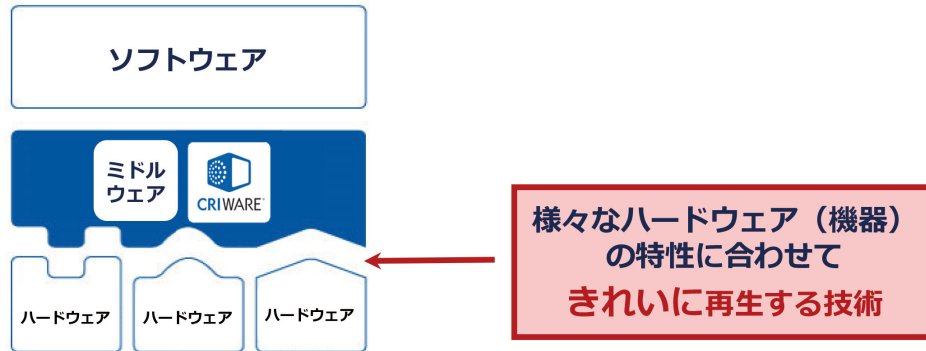 ソフトウェア
ミドル
ウェア
CRIWARE
ハードウェア
ハードウェア
ハードウェア
様々なハードウェア（機器）
の特性に合わせて
きれいに再生する技術